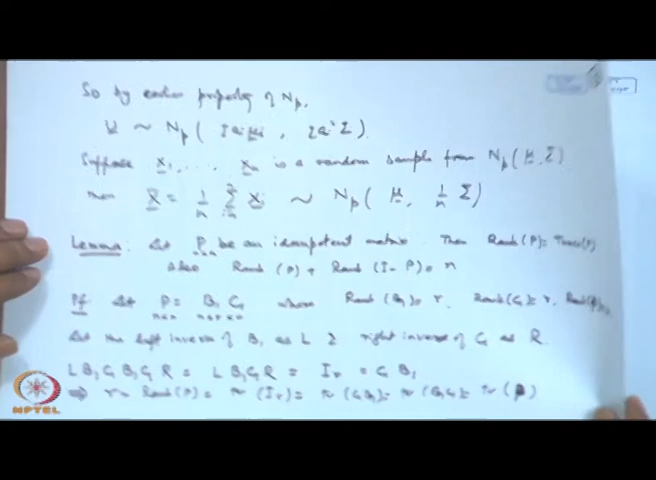 So by earlier property of Np.
U ~ Np( Σaiμi , Σai²Σ )
Suppose X1, .... Xn is a random sample from Np(μ, Σ)
then X̄ = 1/n Σ Xi ~ Np( μ, 1/n Σ )
Lemma. Let P n×n be an idempotent matrix. Then Rank(P) = Trace(P)
Also Rank (P) + Rank (I - P) = n
Pf Let P = B1 C1 where Rank (B1) = r, Rank(C1) = r, Rank(P)=r
Let the left inverse of B1 as L & right inverse of C1 as R.
L B1 C1 B1 C1 R = L B1 C1 R = Ir = C1 B1
⇒ r = Rank(P) = tr (Ir) = tr (C1B1) = tr (B1C1) = tr (P)
NPTEL